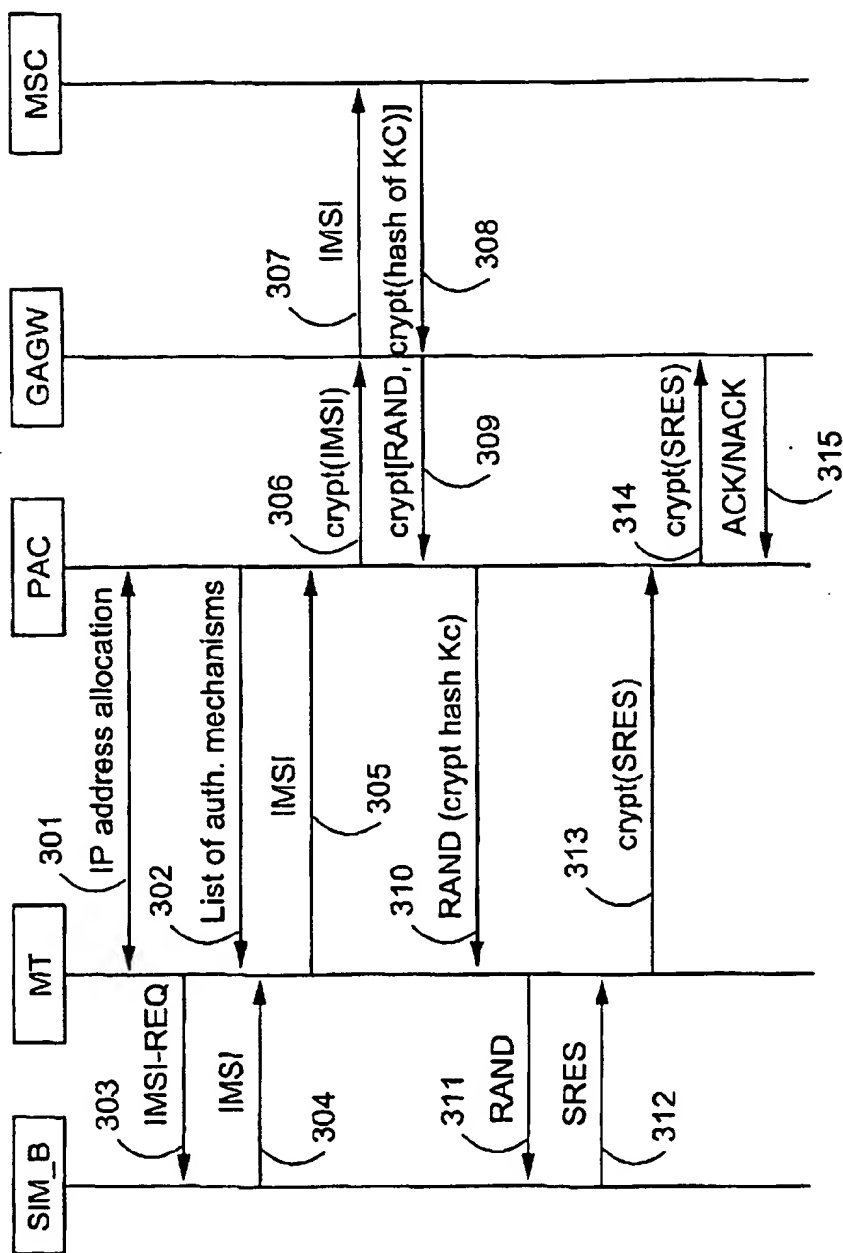 SIM_B
MT
PAC
GAGW
MSC
301
IP address allocation
302
List of auth. mechanisms
303
IMSI-REQ
IMSI
304
IMSI
305
306
crypt(IMSI)
307
IMSI
308
crypt[RAND, crypt(hash of KC)]
309
310
RAND (crypt hash Kc)
311
RAND
SRES
312
313
crypt(SRES)
314
crypt(SRES)
ACK/NACK
315